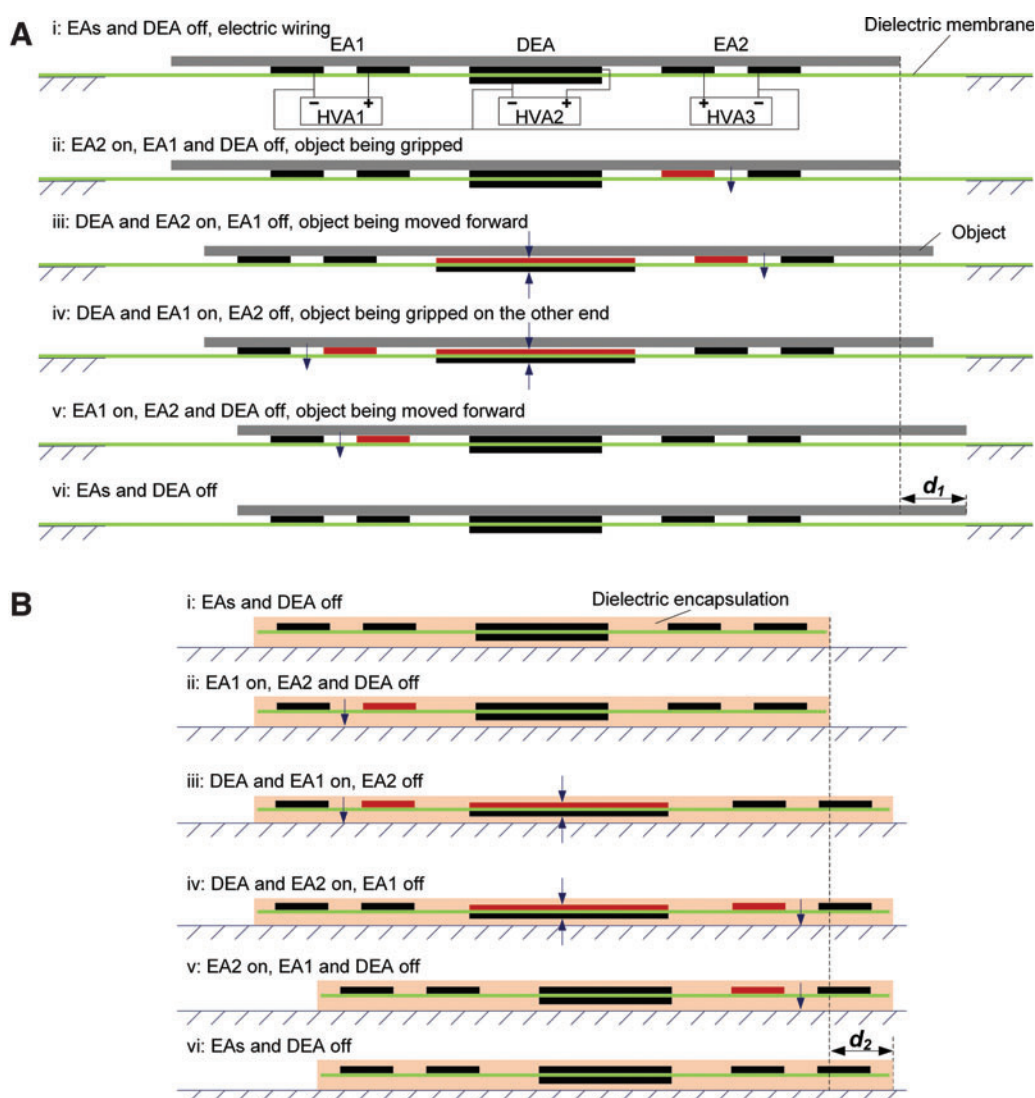 A
i: EAs and DEA off, electric wiring
Dielectric membrane
EA1 DEA EA2
- + - + + -
HVA1 HVA2 HVA3
ii: EA2 on, EA1 and DEA off, object being gripped
iii: DEA and EA2 on, EA1 off, object being moved forward
Object
iv: DEA and EA1 on, EA2 off, object being gripped on the other end
v: EA1 on, EA2 and DEA off, object being moved forward
vi: EAs and DEA off
d1
B
i: EAs and DEA off
Dielectric encapsulation
ii: EA1 on, EA2 and DEA off
iii: DEA and EA1 on, EA2 off
iv: DEA and EA2 on, EA1 off
v: EA2 on, EA1 and DEA off
vi: EAs and DEA off
d2